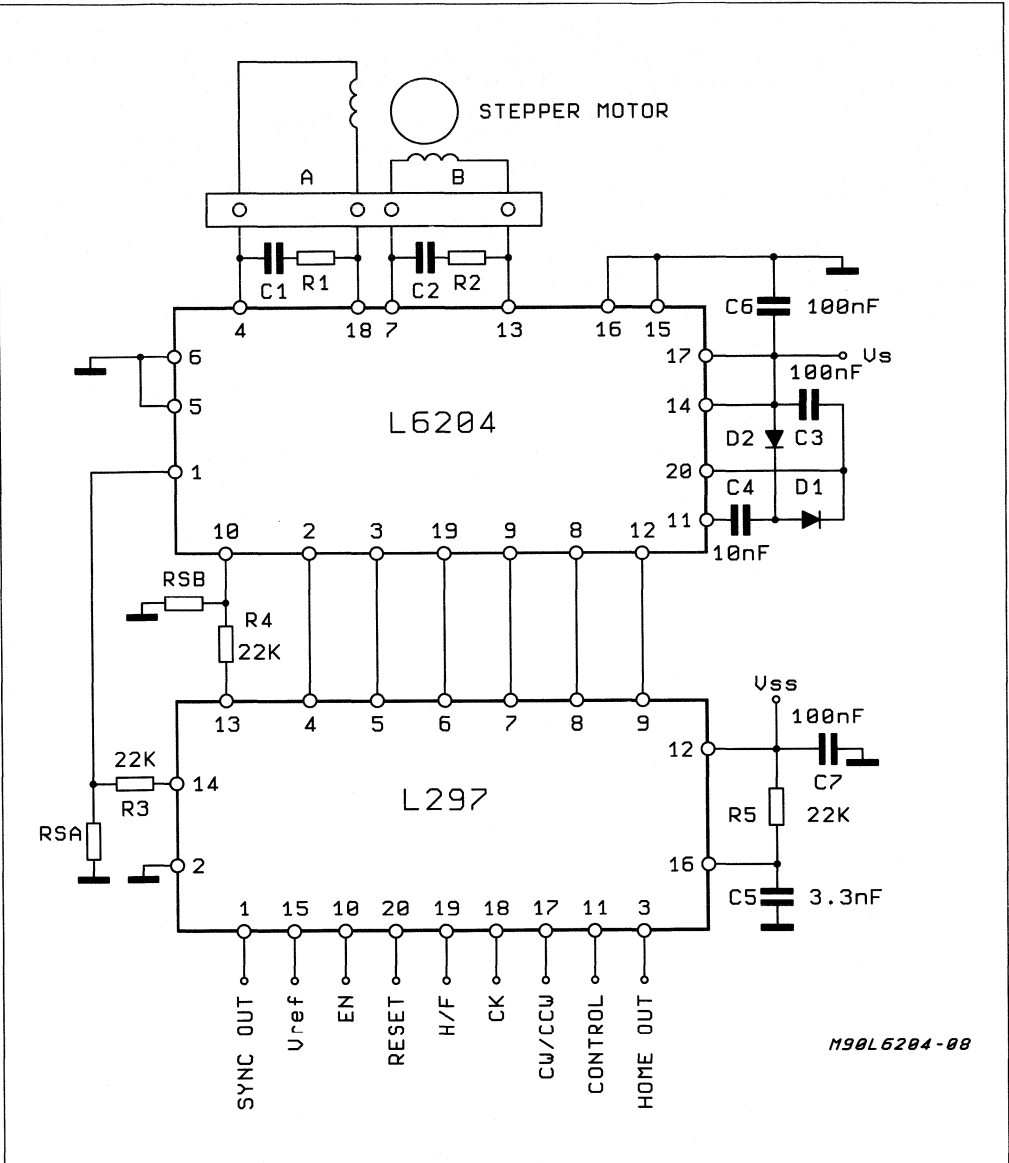 STEPPER MOTOR
A B
C1 R1 C2 R2
4 18 7 13 16 15
C6 100nF
6 17 Vs
100nF
5 14
L6204
D2 C3
1 20
C4 D1
11
10 2 3 19 9 8 12
10nF
RSB
R4
22K
Vss
13 4 5 6 7 8 9
100nF
12
22K 14
C7
R3
L297
R5 22K
RSA
2 16
C5 3.3nF
1 15 10 20 19 18 17 11 3
SYNC OUT
Vref
EN
RESET
H/F
CK
CW/CCW
CONTROL
HOME OUT
M90L6204-08